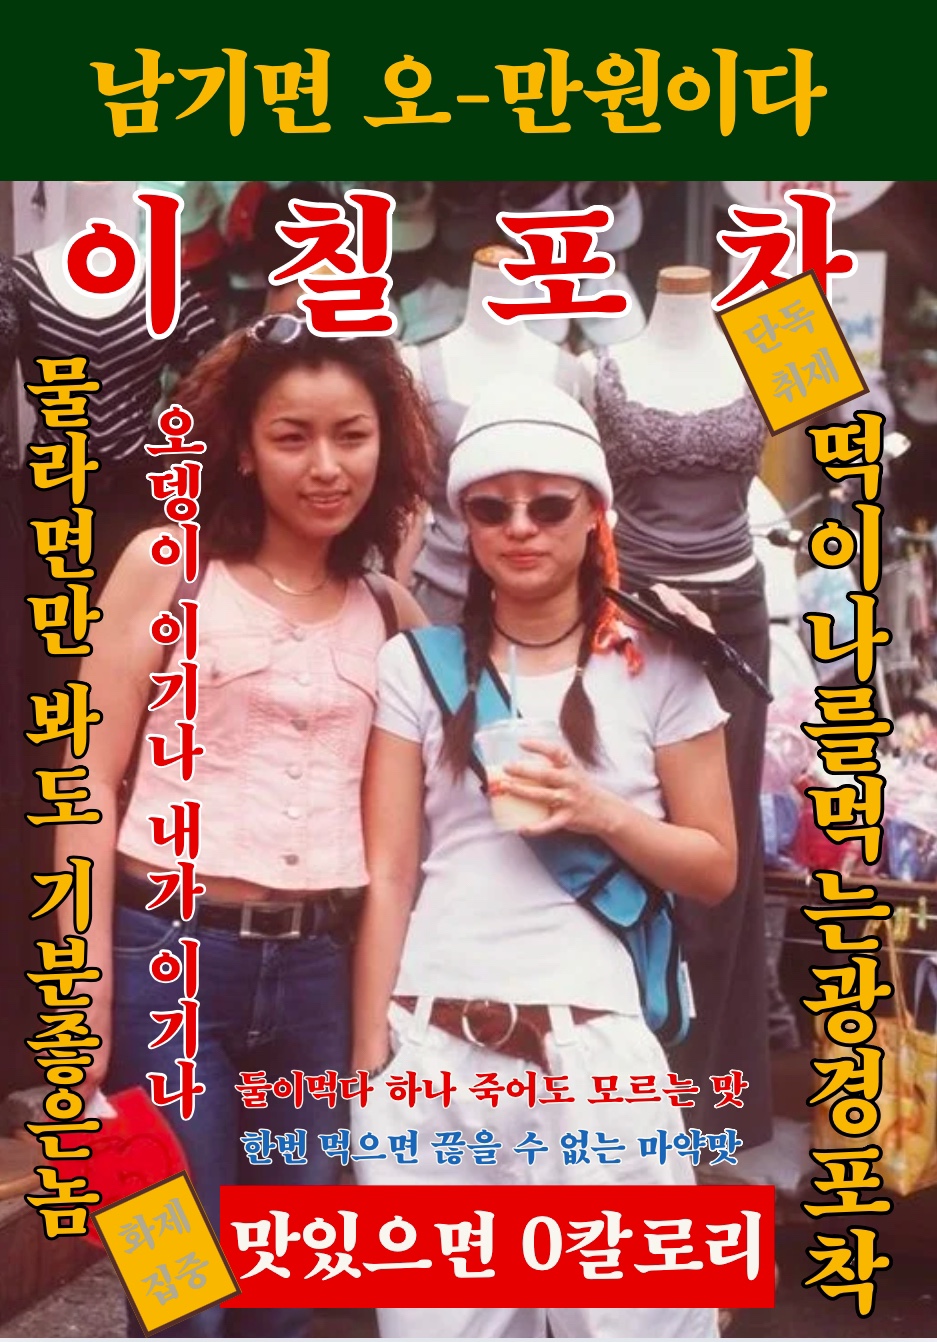 남기면 오-만원이다
이 칠 포 차
단독
취재
물라면만 봐도 기분좋은놈
오뎅이 이기나 내가 이기나
떡이나를먹는광경포착
둘이먹다 하나 죽어도 모르는 맛
한번 먹으면 끊을 수 없는 마약맛
화제
집중
맛있으면 0칼로리